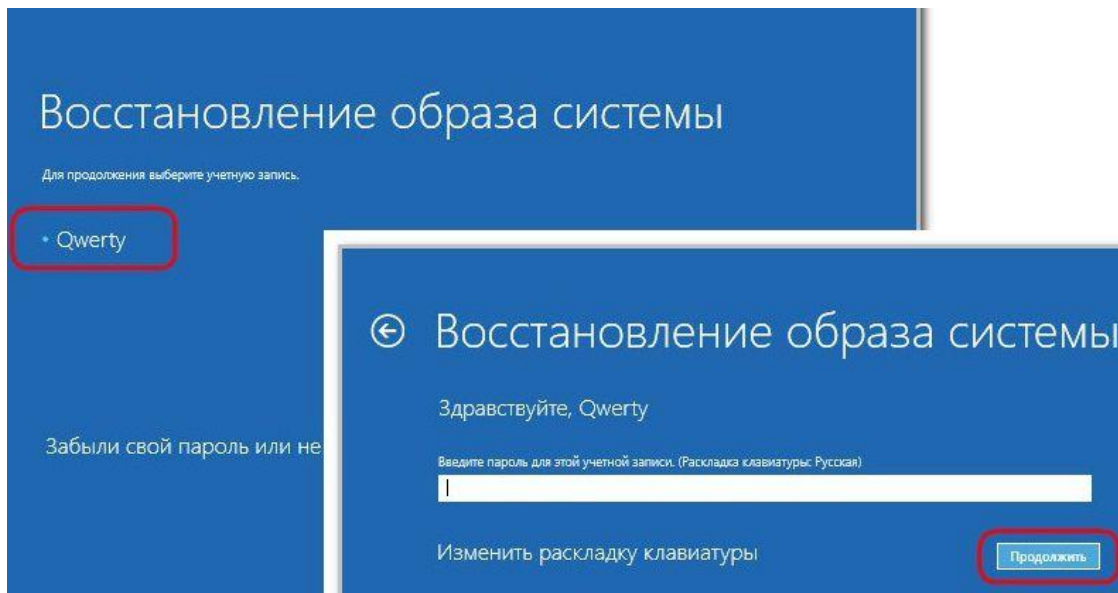 Восстановление образа системы
Для продолжения выберите учетную запись.
• Qwerty
Забыли свой пароль или не
Восстановление образа системы
Здравствуйте, Qwerty
Введите пароль для этой учетной записи. (Раскладка клавиатуры: Русская)
Изменить раскладку клавиатуры
Продолжить